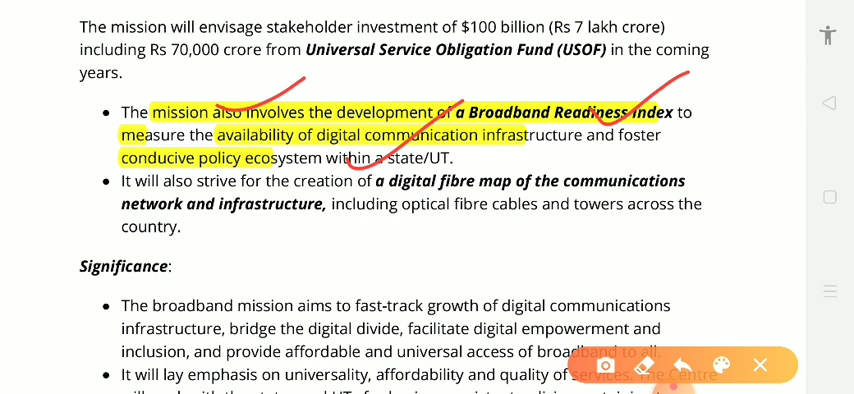 The mission will envisage stakeholder investment of $100 billion (Rs 7 lakh crore)
including Rs 70,000 crore from Universal Service Obligation Fund (USOF) in the coming
years.
• The mission also involves the development of a Broadband Readiness Index to
measure the availability of digital communication infrastructure and foster
conducive policy ecosystem within a state/UT.
• It will also strive for the creation of a digital fibre map of the communications
network and infrastructure, including optical fibre cables and towers across the
country.
Significance:
• The broadband mission aims to fast-track growth of digital communications
infrastructure, bridge the digital divide, facilitate digital empowerment and
inclusion, and provide affordable and universal access of broadband to all.
• It will lay emphasis on universality, affordability and quality of services. The Centre